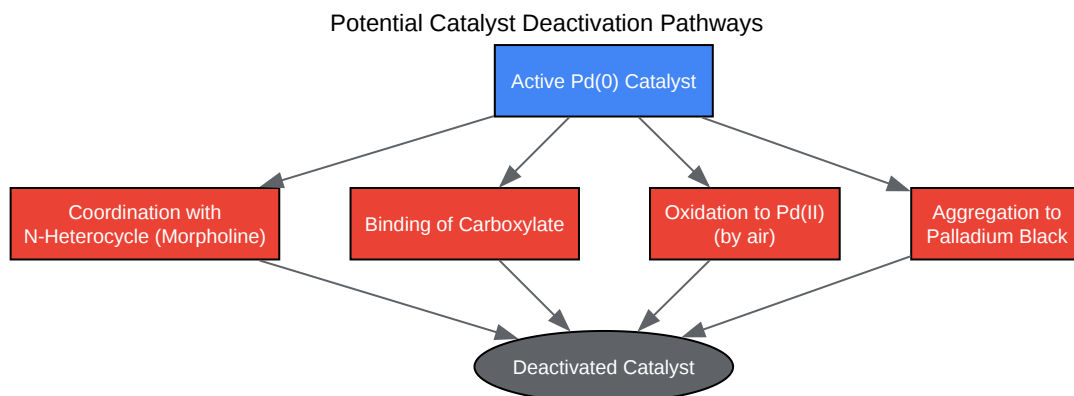 Potential Catalyst Deactivation Pathways
Active Pd(0) Catalyst
Coordination with
N-Heterocycle (Morpholine)
Binding of Carboxylate
Oxidation to Pd(II)
(by air)
Aggregation to
Palladium Black
Deactivated Catalyst